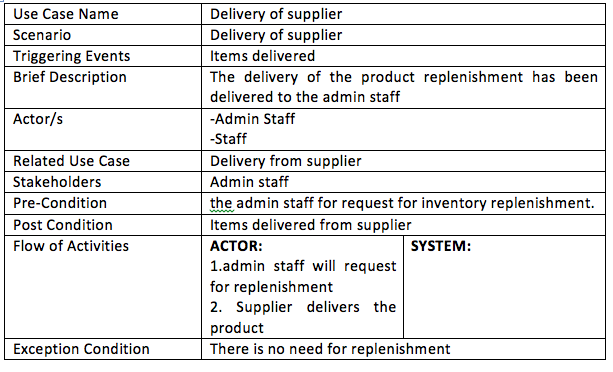 Use Case Name Delivery of supplier
Scenario Delivery of supplier
Triggering Events Items delivered
Brief Description The delivery of the product replenishment has been
delivered to the admin staff
Actor/s -Admin Staff
-Staff
Related Use Case Delivery from supplier
Stakeholders Admin staff
Pre-Condition the admin staff for request for inventory replenishment.
Post Condition Items delivered from supplier
Flow of Activities ACTOR: SYSTEM:
1.admin staff will request
for replenishment
2. Supplier delivers the
product
Exception Condition There is no need for replenishment